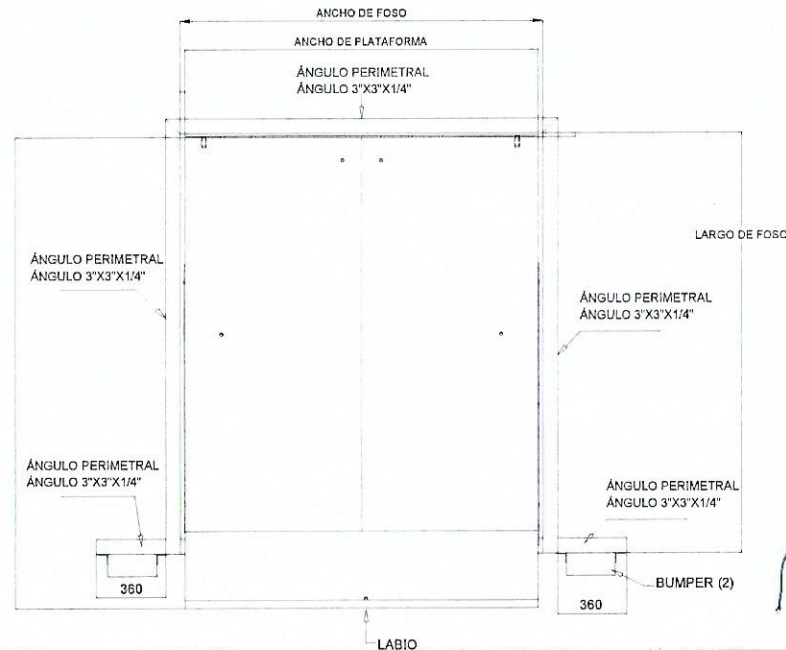 ANCHO DE FOSO
ANCHO DE PLATAFORMA
ÁNGULO PERIMETRAL
ÁNGULO 3"X3"X1/4"
LARGO DE FOSO
ÁNGULO PERIMETRAL
ÁNGULO 3"X3"X1/4"
ÁNGULO PERIMETRAL
ÁNGULO 3"X3"X1/4"
ÁNGULO PERIMETRAL
ÁNGULO 3"X3"X1/4"
ÁNGULO PERIMETRAL
ÁNGULO 3"X3"X1/4"
360
BUMPER (2)
360
LABIO